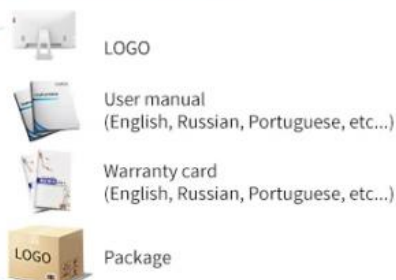 LOGO
User manual
(English, Russian, Portuguese, etc...)
Warranty card
(English, Russian, Portuguese, etc...)
LOGO
Package